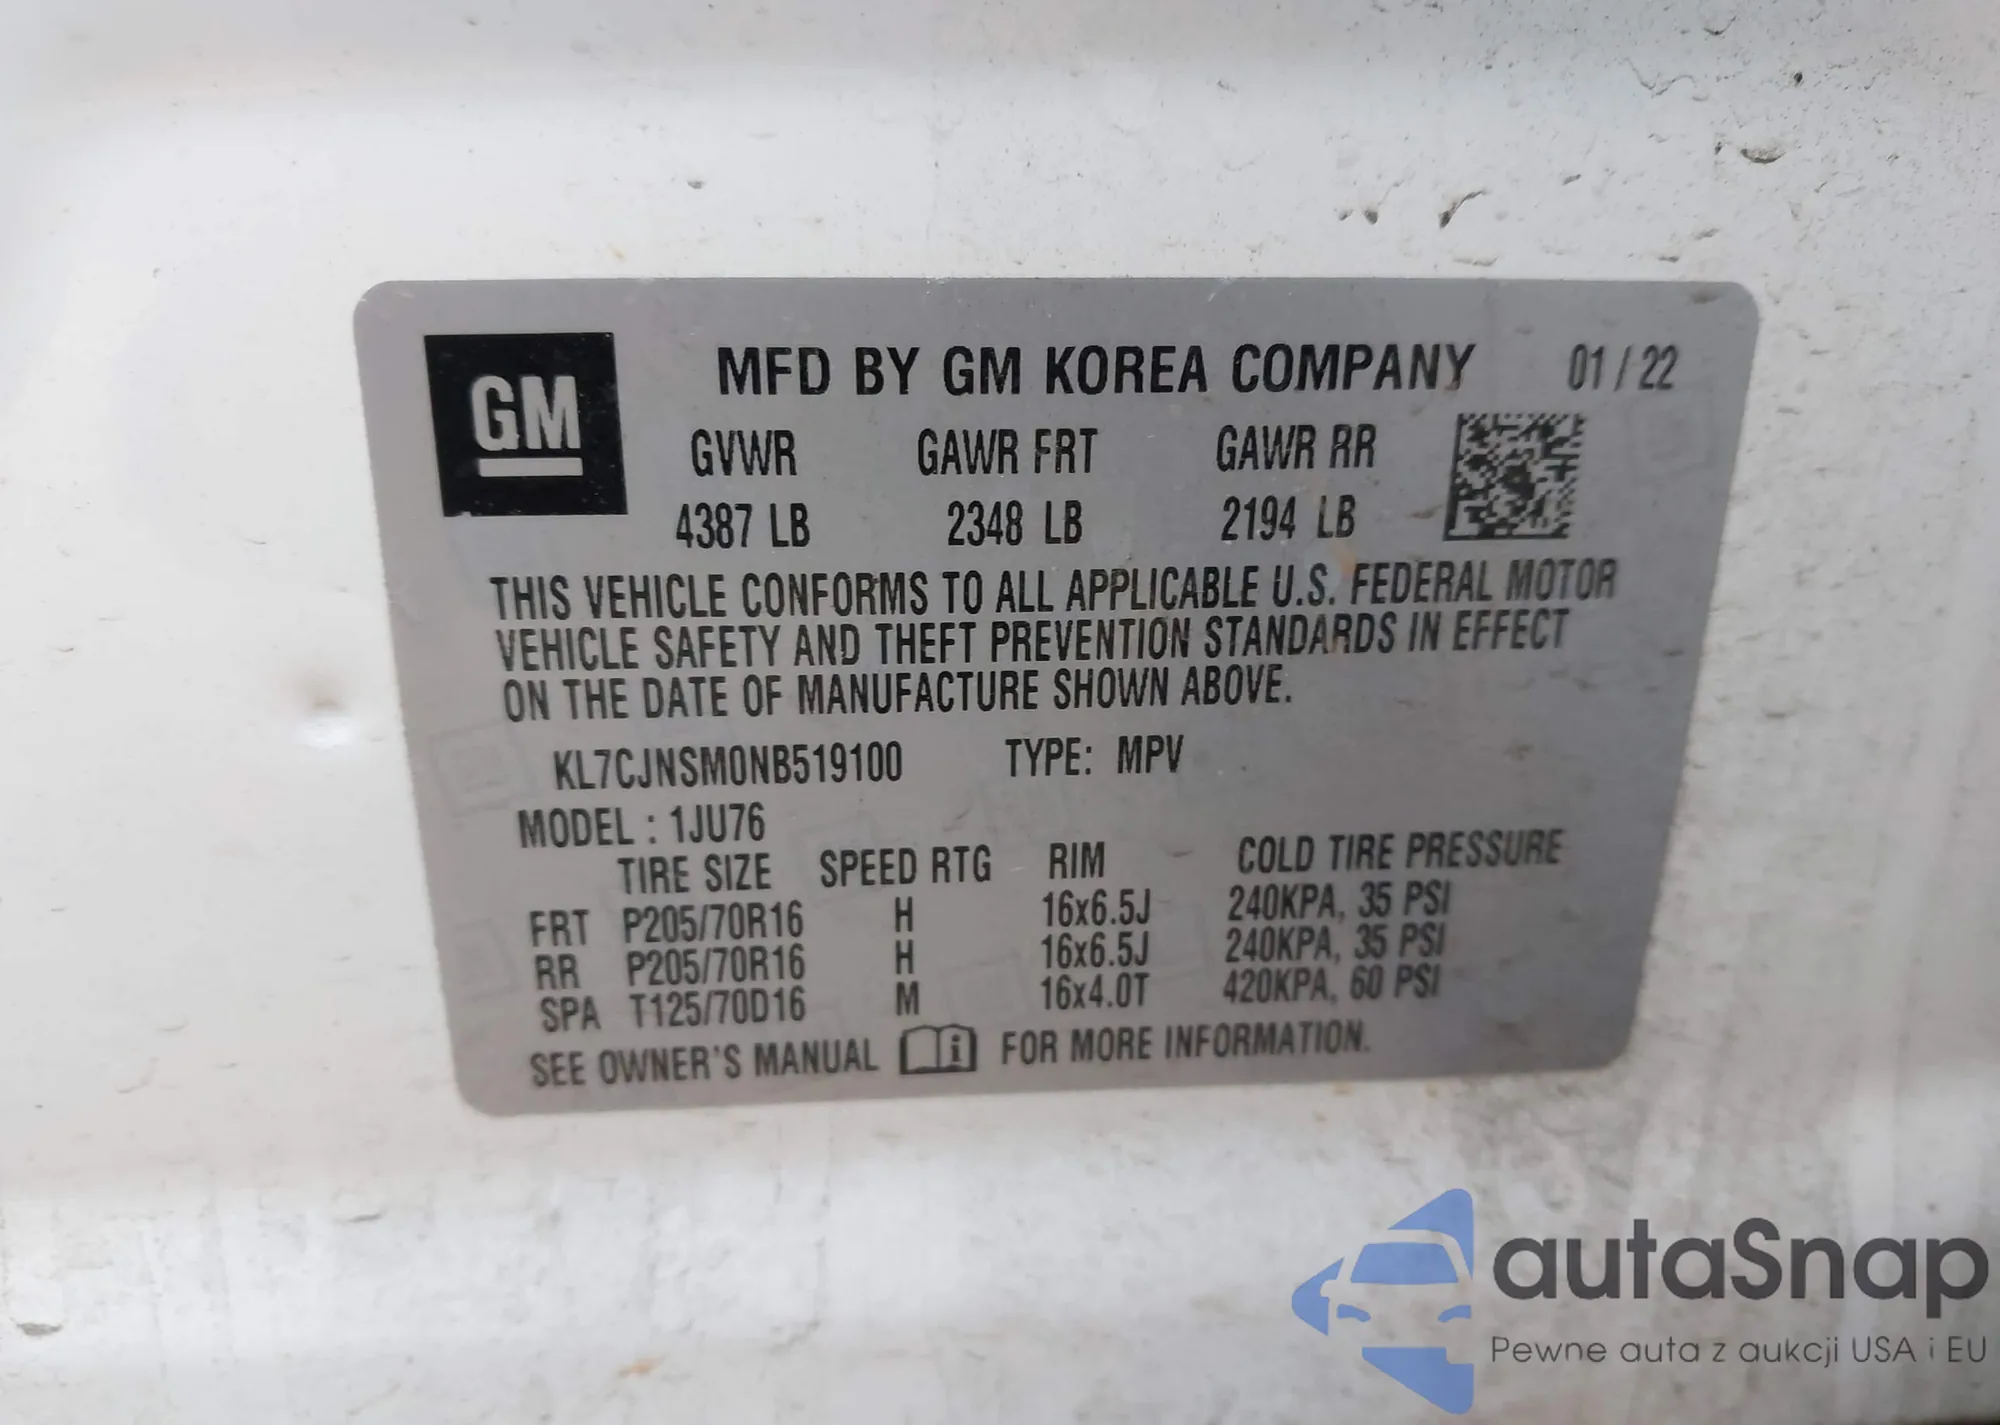 GM
MFD BY GM KOREA COMPANY 01/22
GVWR GAWR FRT GAWR RR
4387 LB 2348 LB 2194 LB
THIS VEHICLE CONFORMS TO ALL APPLICABLE U.S. FEDERAL MOTOR
VEHICLE SAFETY AND THEFT PREVENTION STANDARDS IN EFFECT
ON THE DATE OF MANUFACTURE SHOWN ABOVE.
KL7CJNSM0NB519100 TYPE: MPV
MODEL : 1JU76
TIRE SIZE SPEED RTG RIM COLD TIRE PRESSURE
FRT P205/70R16 H 16x6.5J 240KPA, 35 PSI
RR P205/70R16 H 16x6.5J 240KPA, 35 PSI
SPA T125/70D16 M 16x4.0T 420KPA, 60 PSI
SEE OWNER'S MANUAL i FOR MORE INFORMATION.
autaSnap
Pewne auta z aukcji USA i EU